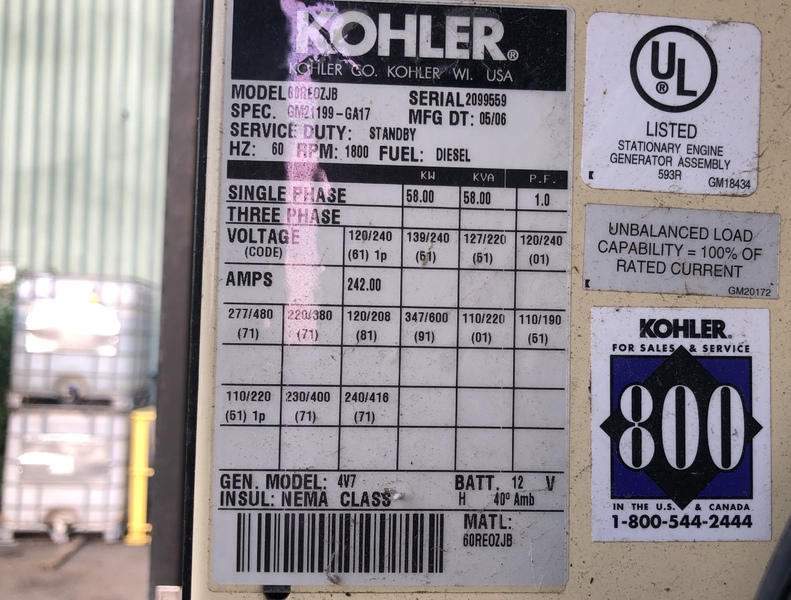 KOHLER®
KOHLER CO. KOHLER WI. USA
MODEL 60REOZJB SERIAL 2099559
SPEC. GM21199-GA17 MFG DT: 05/06
SERVICE DUTY: STANDBY
HZ: 60 RPM: 1800 FUEL: DIESEL
KW KVA P.F.
SINGLE PHASE 58.00 58.00 1.0
THREE PHASE
VOLTAGE 120/240 139/240 127/220 120/240
(CODE) (61) 1p (51) (51) (01)
AMPS 242.00
277/480 220/380 120/208 347/600 110/220 110/190
(71) (71) (81) (91) (01) (51)
110/220 230/400 240/416
(51) 1p (71) (71)
GEN. MODEL: 4V7 BATT. 12 V
INSUL: NEMA CLASS H 40º Amb
MATL:
60REOZJB
UL
®
LISTED
STATIONARY ENGINE
GENERATOR ASSEMBLY
593R
GM18434
UNBALANCED LOAD
CAPABILITY = 100% OF
RATED CURRENT
GM20172
KOHLER®
FOR SALES & SERVICE
800
IN THE U.S. & CANADA
1-800-544-2444